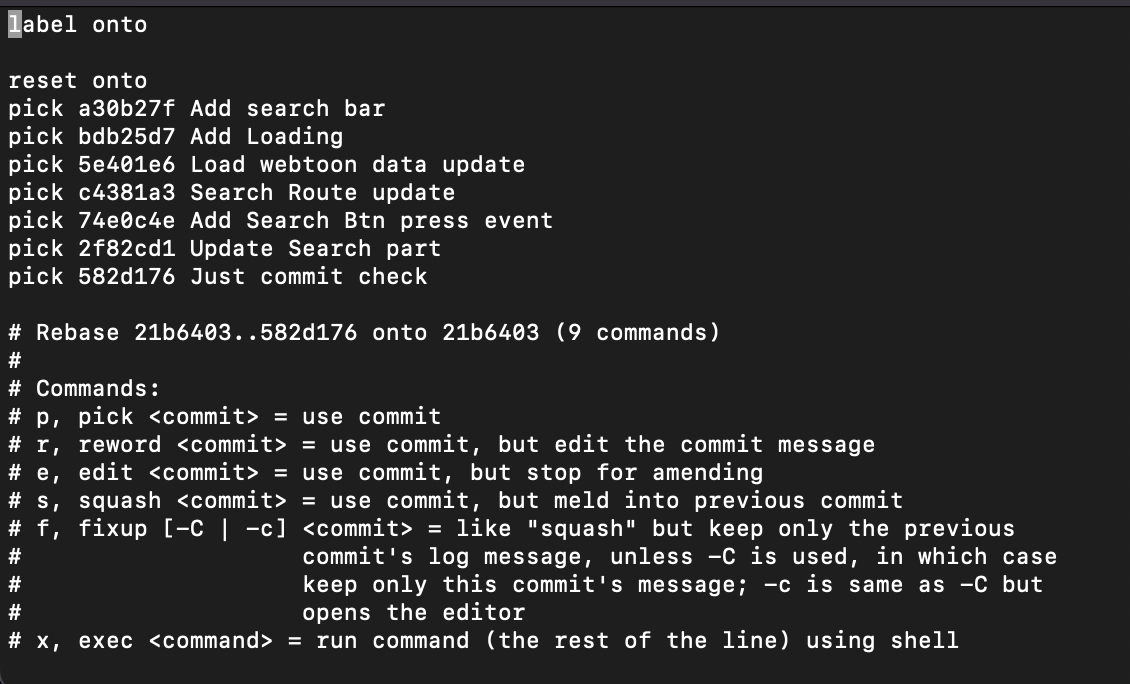 label onto
reset onto
pick a30b27f Add search bar
pick bdb25d7 Add Loading
pick 5e401e6 Load webtoon data update
pick c4381a3 Search Route update
pick 74e0c4e Add Search Btn press event
pick 2f82cd1 Update Search part
pick 582d176 Just commit check
# Rebase 21b6403..582d176 onto 21b6403 (9 commands)
#
# Commands:
# p, pick <commit> = use commit
# r, reword <commit> = use commit, but edit the commit message
# e, edit <commit> = use commit, but stop for amending
# s, squash <commit> = use commit, but meld into previous commit
# f, fixup [-C | -c] <commit> = like "squash" but keep only the previous
#                    commit's log message, unless -C is used, in which case
#                    keep only this commit's message; -c is same as -C but
#                    opens the editor
# x, exec <command> = run command (the rest of the line) using shell